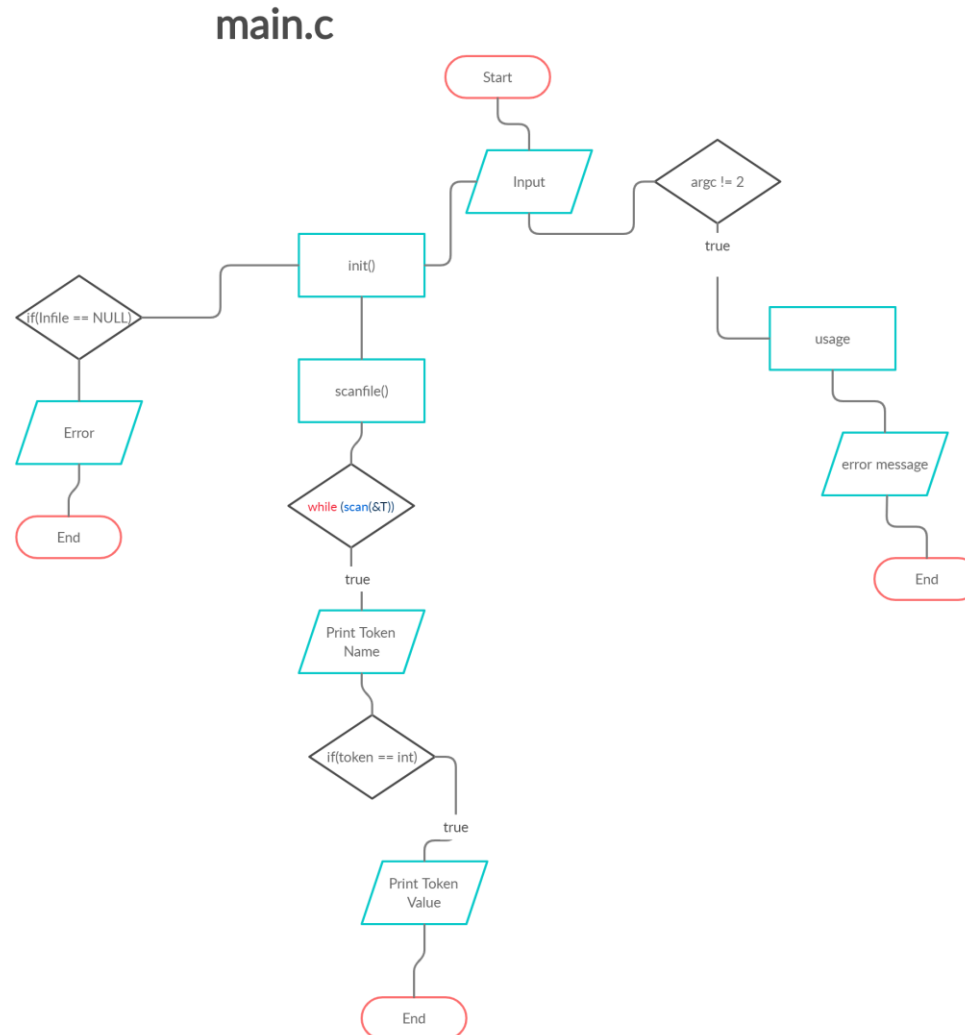 main.c
Start
Input
argc != 2
true
init()
if(Infile == NULL)
usage
scanfile()
Error
error message
while (scan(&T))
End
End
true
Print Token
Name
if(token == int)
true
Print Token
Value
End